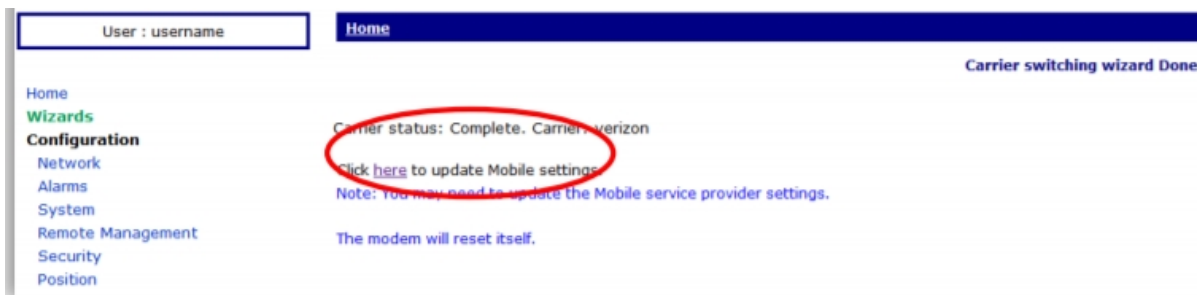 User : username
Home
Carrier switching wizard Done
Home
Wizards
Configuration
Network
Alarms
System
Remote Management
Security
Position
Carrier status: Complete. Carrier: verizon
Click here to update Mobile settings.
Note: You may need to update the Mobile service provider settings.
The modem will reset itself.